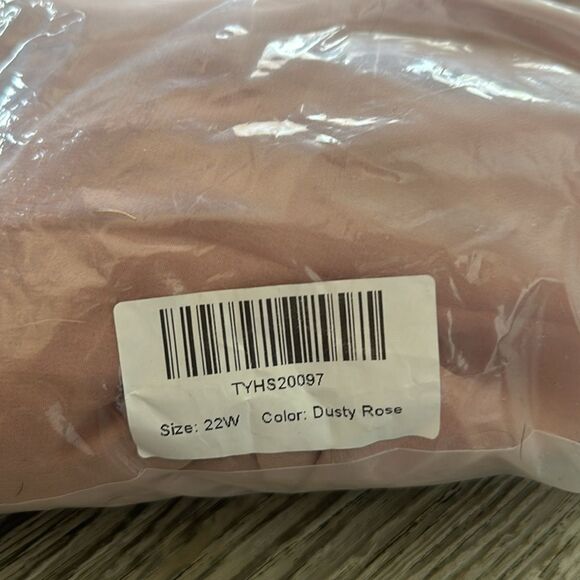 TYHS20097
Size: 22W Color: Dusty Rose